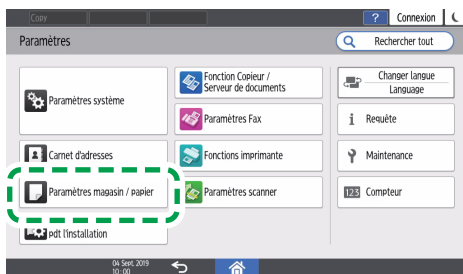 Copy
? Connexion
Paramètres
Rechercher tout
Paramètres système
Fonction Copieur /
Serveur de documents
Changer langue
Language
Paramètres Fax
i Requête
Carnet d'adresses
Fonctions imprimante
Maintenance
Paramètres magasin / papier
Paramètres scanner
123 Compteur
pdt l'installation
04 Sept. 2019
10:00